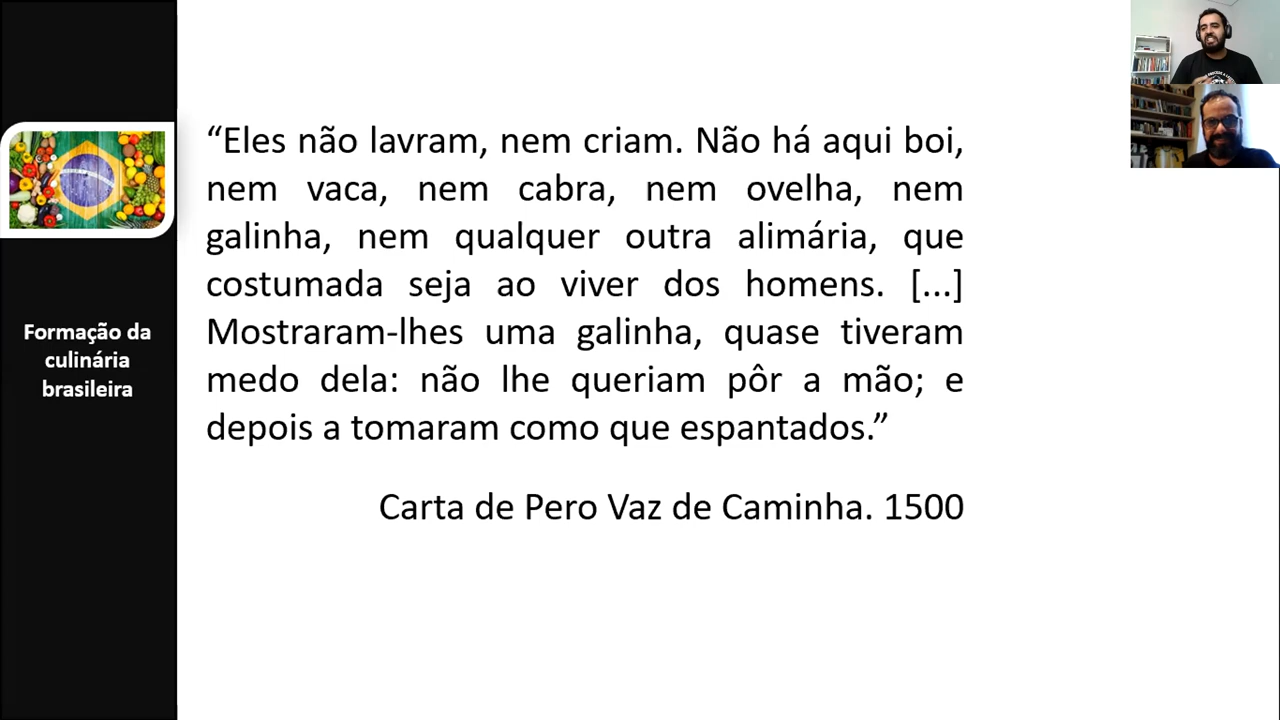 Formação da
culinária
brasileira
“Eles não lavram, nem criam. Não há aqui boi,
nem vaca, nem cabra, nem ovelha, nem
galinha, nem qualquer outra alimária, que
costumada seja ao viver dos homens. [...]
Mostraram-lhes uma galinha, quase tiveram
medo dela: não lhe queriam pôr a mão; e
depois a tomaram como que espantados.”
Carta de Pero Vaz de Caminha. 1500